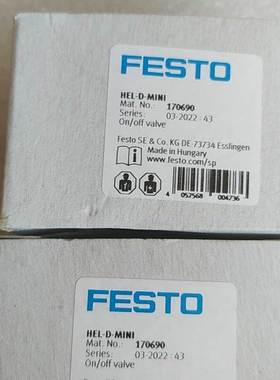 FESTO
HEL-D-MINI
Mat. No.: 170690
Series: 03-2022 : 43
On/off valve
Festo SE & Co. KG DE-73734 Esslingen
Made in Hungary
www.festo.com/sp
4 052568 004736
FESTO
HEL-D-MINI
Mat. No.: 170690
Series: 03-2022 : 43
On/off valve